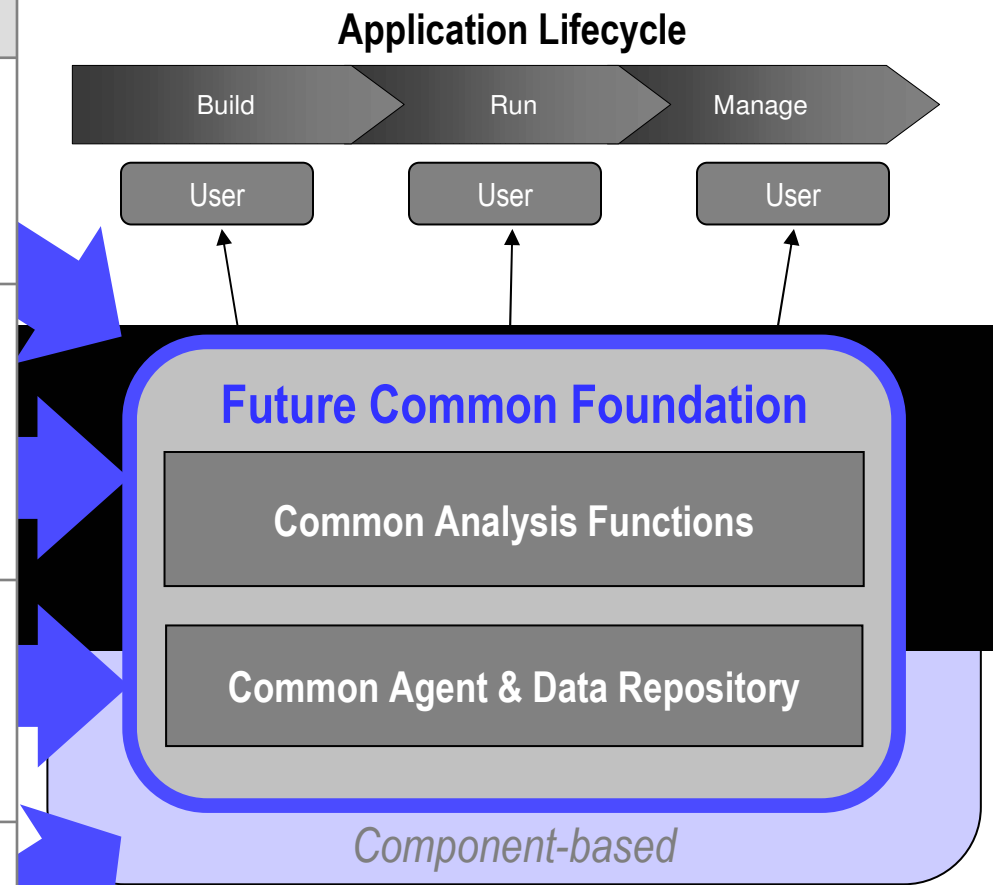 Application Lifecycle
Build
Run
Manage
User
User
User
Future Common Foundation
Common Analysis Functions
Common Agent & Data Repository
Component-based